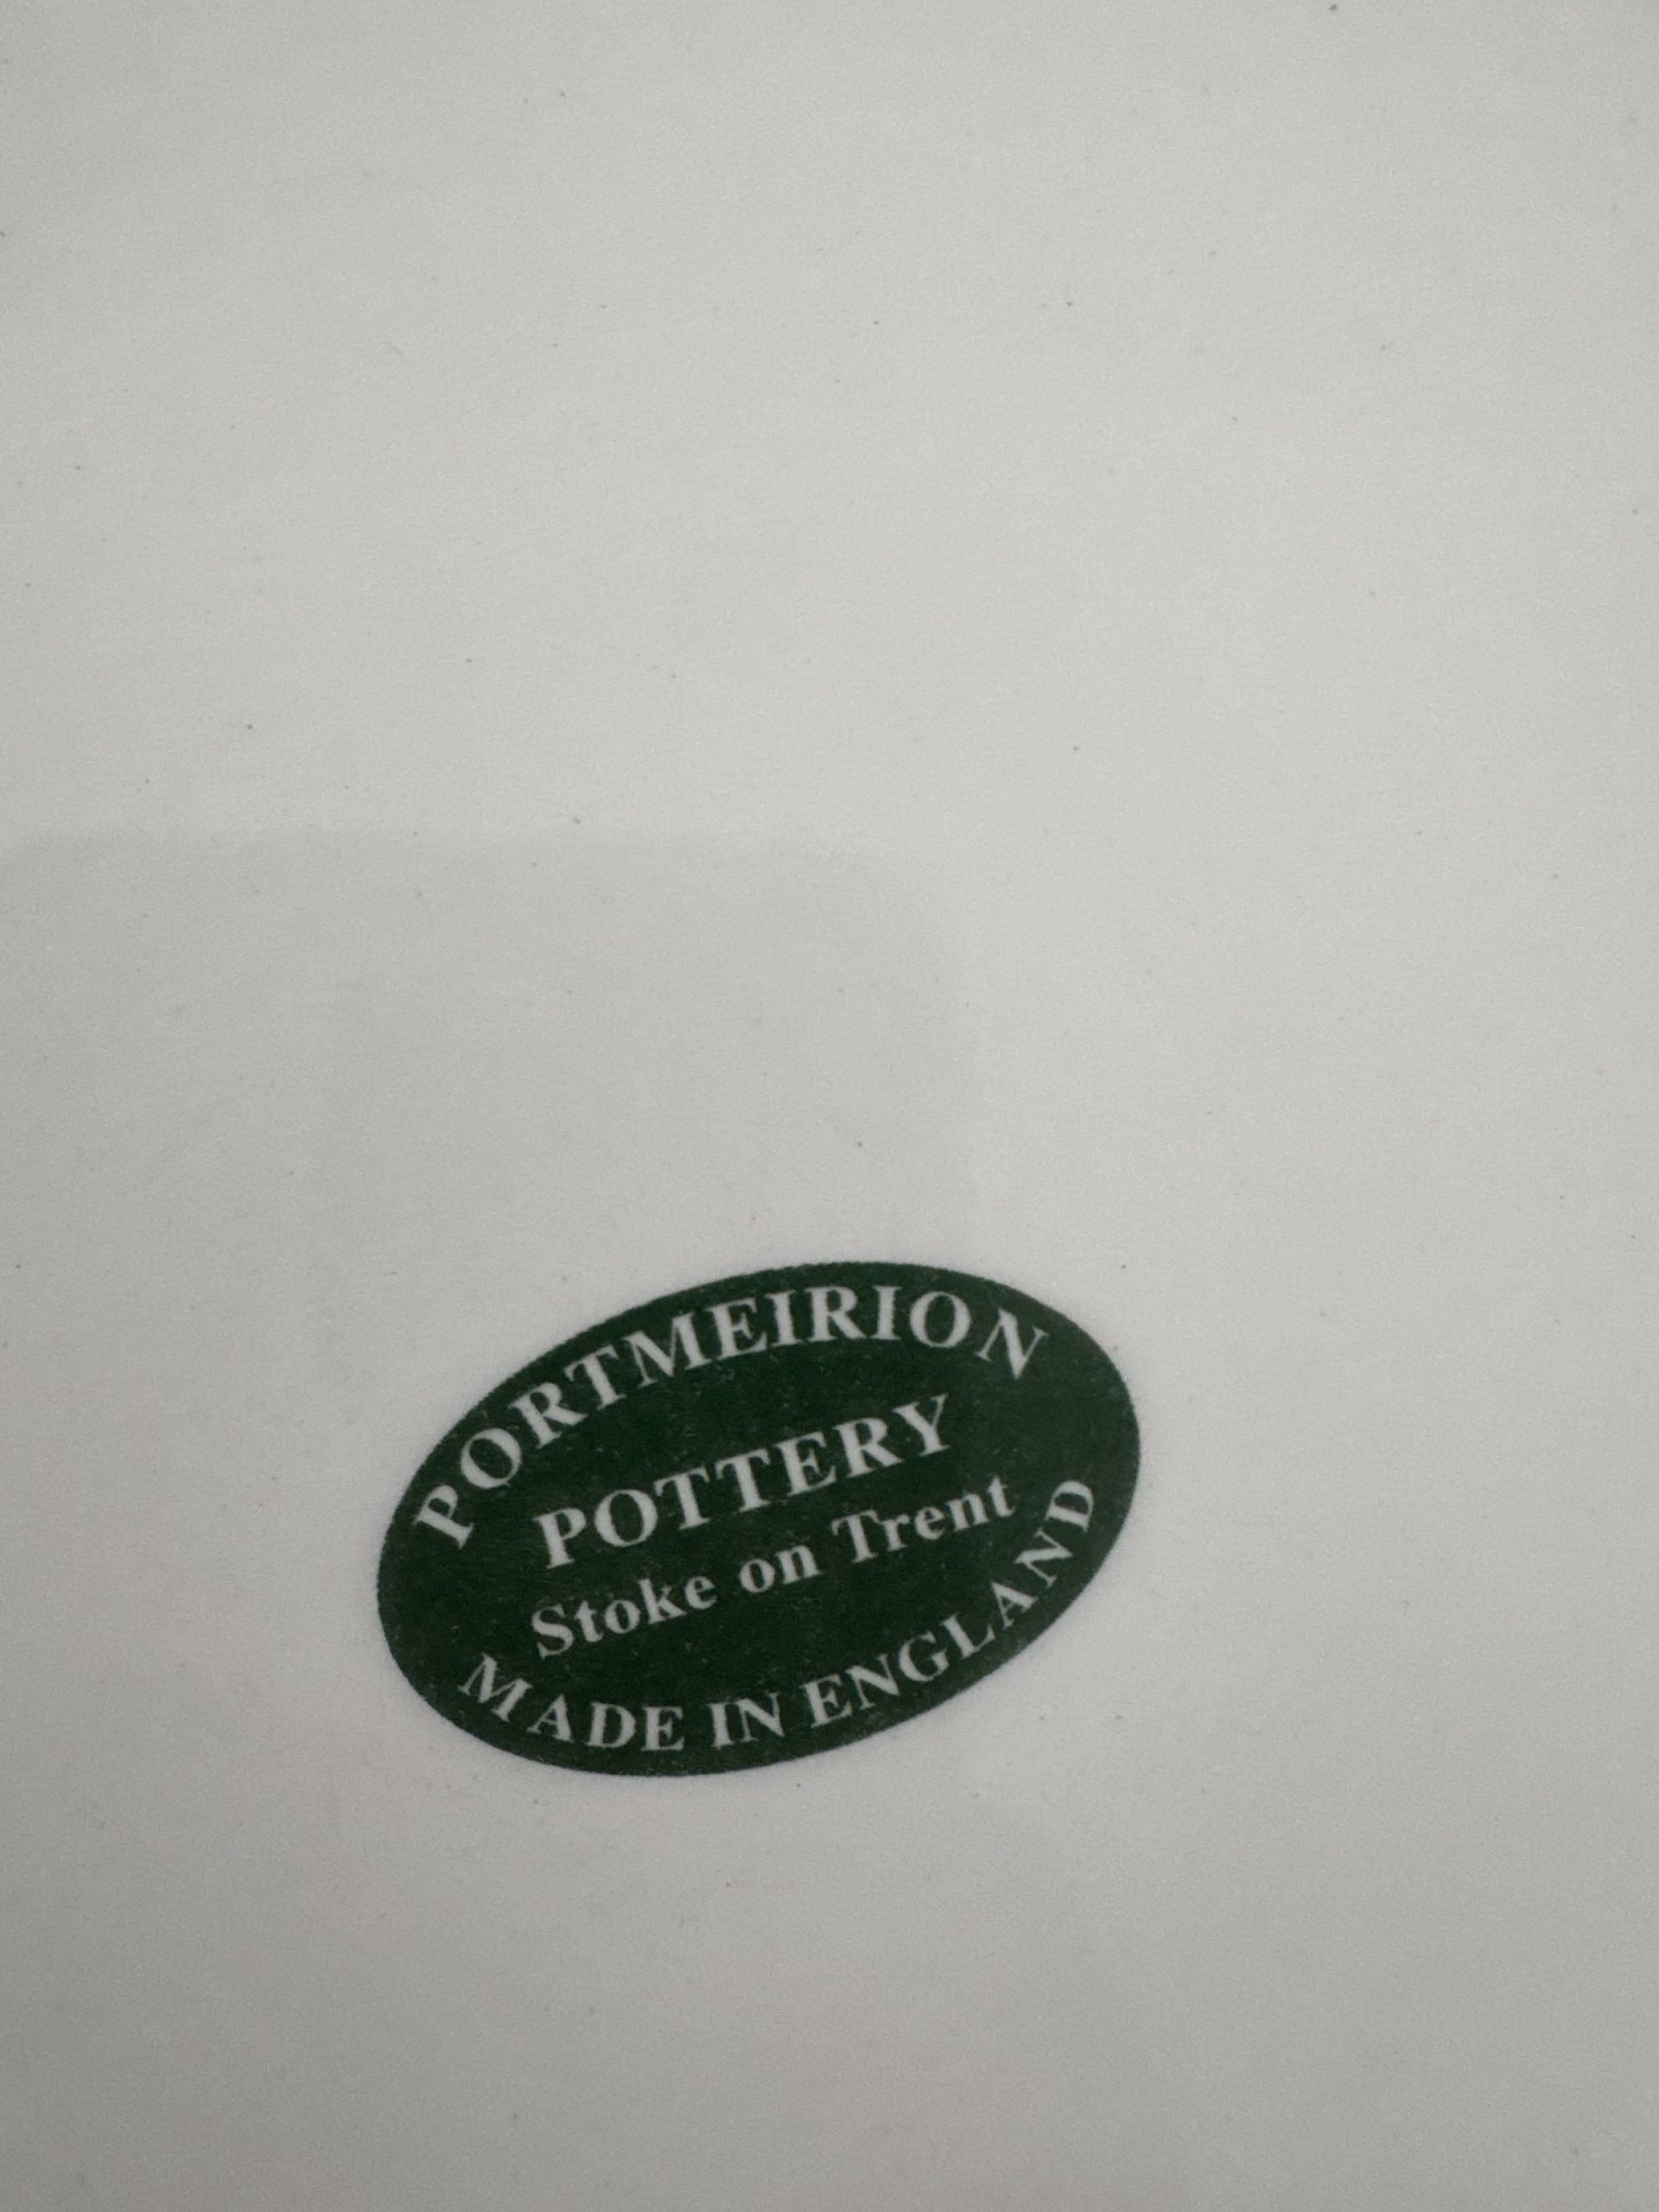 PORTMEIRION
POTTERY
Stoke on Trent
MADE IN ENGLAND